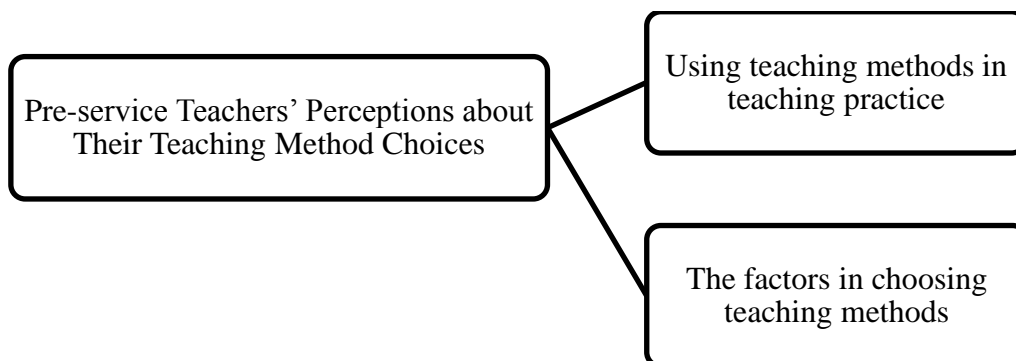 Pre-service Teachers’ Perceptions about
Their Teaching Method Choices
Using teaching methods in
teaching practice
The factors in choosing
teaching methods